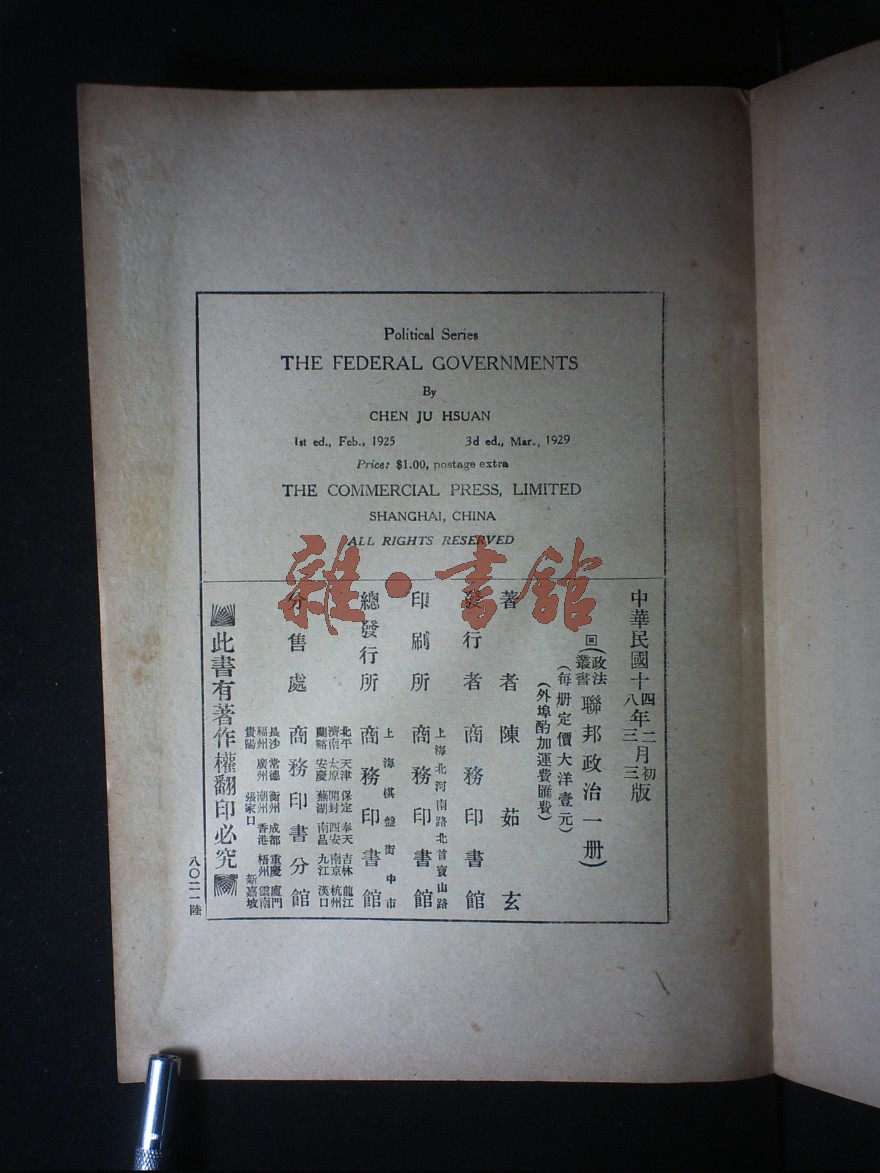 Political Series
THE FEDERAL GOVERNMENTS
By
CHEN JU HSUAN
1st ed., Feb., 1925 3d ed., Mar., 1929
Price: $1.00, postage extra
THE COMMERCIAL PRESS, LIMITED
SHANGHAI, CHINA
ALL RIGHTS RESERVED
雜·書館
中華民國十四年二月初版
八年三月三版
回(政法叢書聯邦政治一册)
(每册定價大洋壹元)
(外埠酌加運費匯費)
著者 陳茹玄
發行者 商務印書館
印刷所 上海北河南路北首寶山路 商務印書館
總發行所 上海棋盤街中市 商務印書館
分售處 商務印書分館
北平 天津 保定 奉天 吉林 龍江
濟南 太原 開封 西安 南京 杭州
蘭谿 安慶 蕪湖 南昌 九江 漢口
長沙 常德 衡州 成都 重慶 廈門
福州 廣州 潮州 香港 梧州 雲南
貴陽 張家口 新嘉坡
此書有著作權翻印必究
八〇二一陸